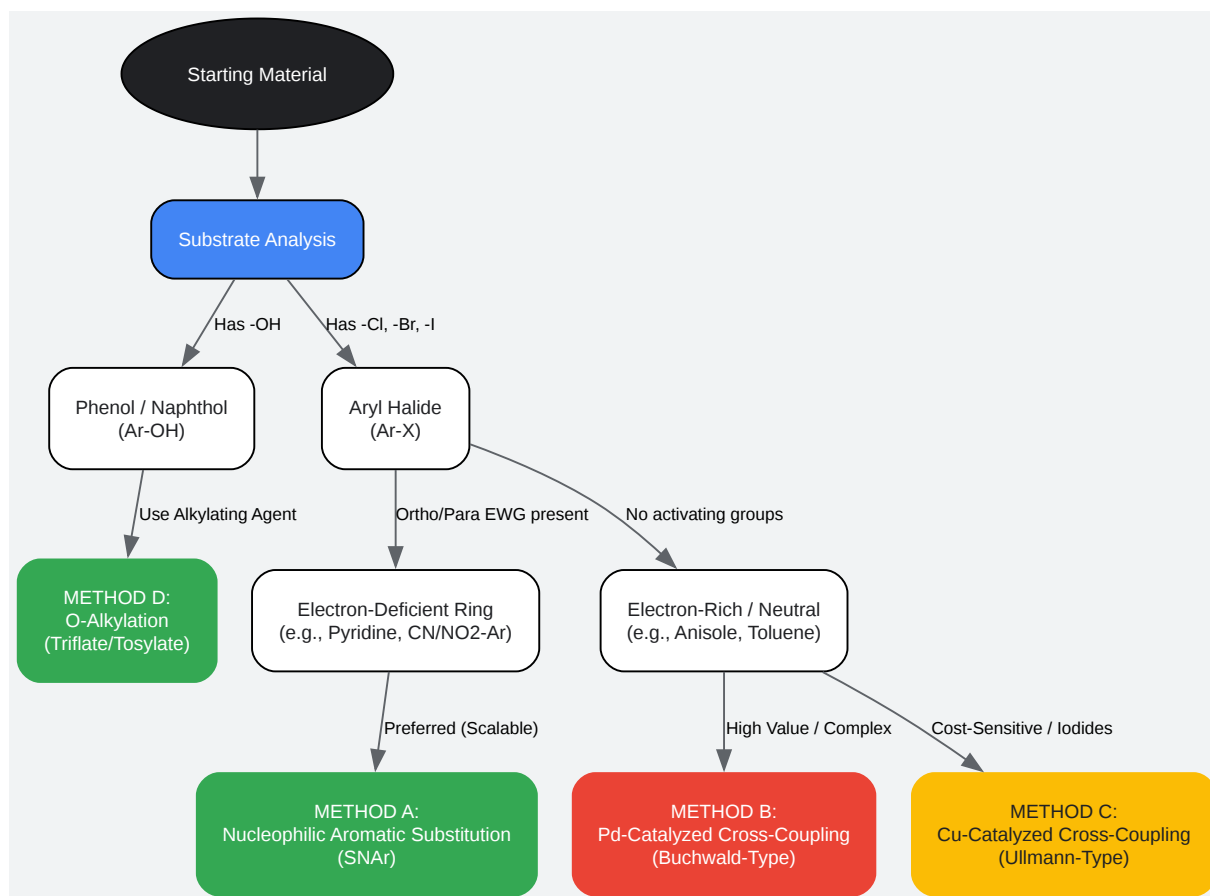 Starting Material
Substrate Analysis
Has -OH
Has -Cl, -Br, -I
Phenol / Naphthol
(Ar-OH)
Aryl Halide
(Ar-X)
Use Alkylating Agent
Ortho/Para EWG present
No activating groups
METHOD D:
O-Alkylation
(Triflate/Tosylate)
Electron-Deficient Ring
(e.g., Pyridine, CN/NO2-Ar)
Electron-Rich / Neutral
(e.g., Anisole, Toluene)
Preferred (Scalable)
High Value / Complex
Cost-Sensitive / Iodides
METHOD A:
Nucleophilic Aromatic Substitution
(SNAr)
METHOD B:
Pd-Catalyzed Cross-Coupling
(Buchwald-Type)
METHOD C:
Cu-Catalyzed Cross-Coupling
(Ullmann-Type)